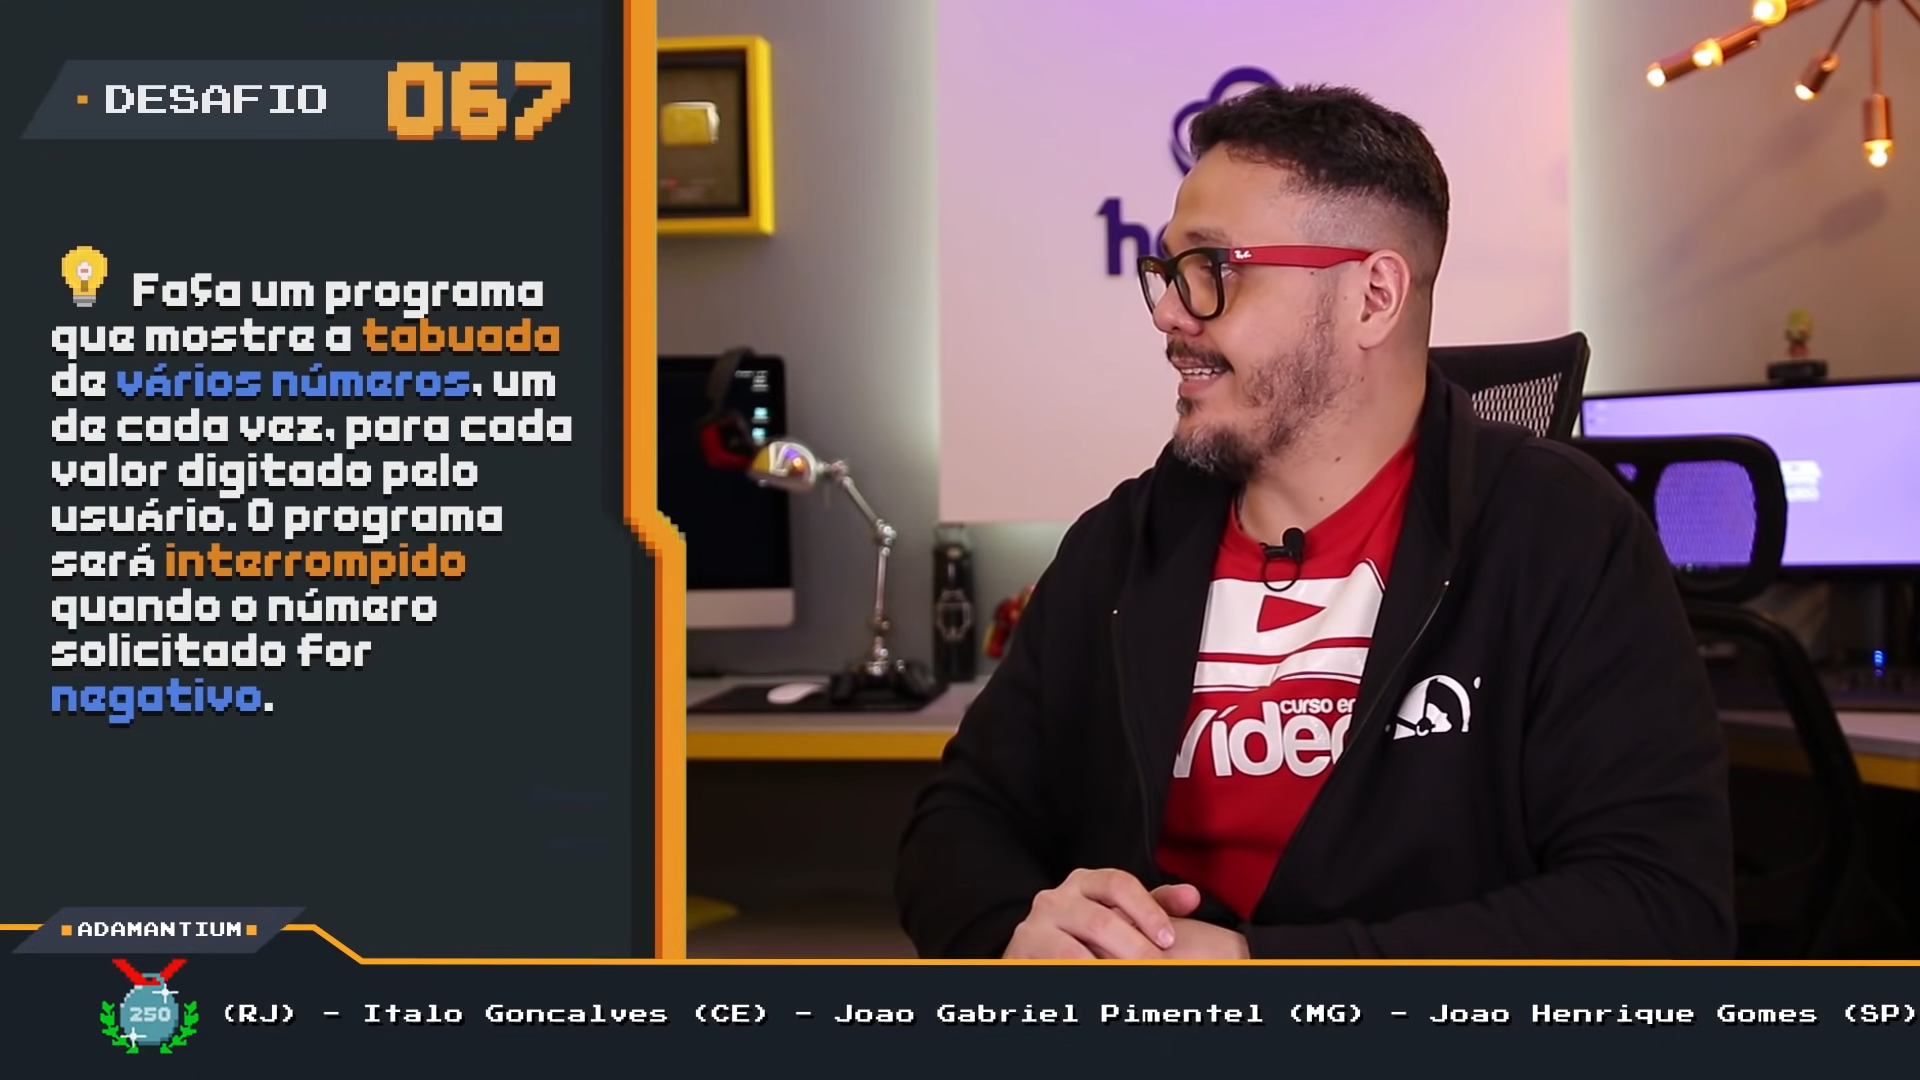 DESAFIO 067
Faça um programa
que mostre a tabuada
de vários números, um
de cada vez, para cada
valor digitado pelo
usuário. O programa
será interrompido
quando o número
solicitado for
negativo.
Ray-Ban
curso em
Vídeo
ADAMANTIUM
250
(RJ) - Italo Goncalves (CE) - Joao Gabriel Pimentel (MG) - Joao Henrique Gomes (SP)